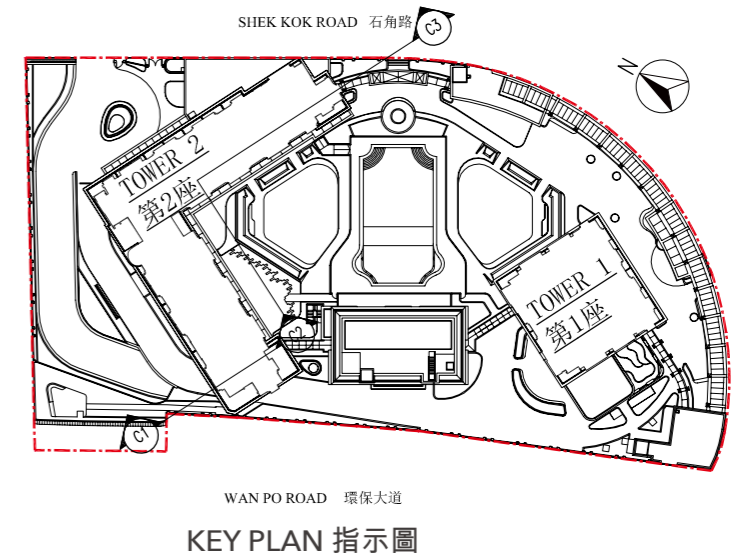 SHEK KOK ROAD 石角路
C3
N
TOWER 2
第2座
TOWER 1
第1座
C2
C1
WAN PO ROAD 環保大道
KEY PLAN 指示圖